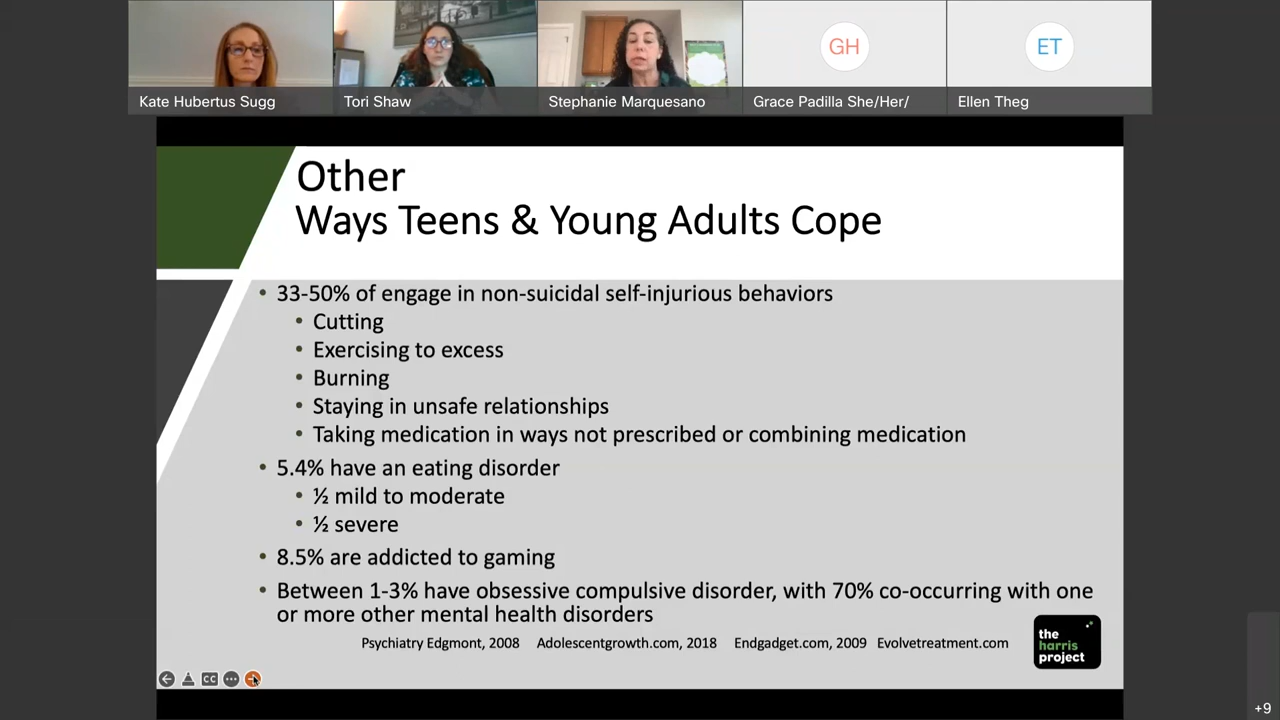 GH
ET
Kate Hubertus Sugg
Tori Shaw
Stephanie Marquesano
Grace Padilla She/Her/
Ellen Theg
Other
Ways Teens & Young Adults Cope
• 33-50% of engage in non-suicidal self-injurious behaviors
• Cutting
• Exercising to excess
• Burning
• Staying in unsafe relationships
• Taking medication in ways not prescribed or combining medication
• 5.4% have an eating disorder
• ½ mild to moderate
• ½ severe
• 8.5% are addicted to gaming
• Between 1-3% have obsessive compulsive disorder, with 70% co-occurring with one
or more other mental health disorders
Psychiatry Edgmont, 2008 Adolescentgrowth.com, 2018 Endgadget.com, 2009 Evolvetreatment.com
the
harris
project
CC
+9